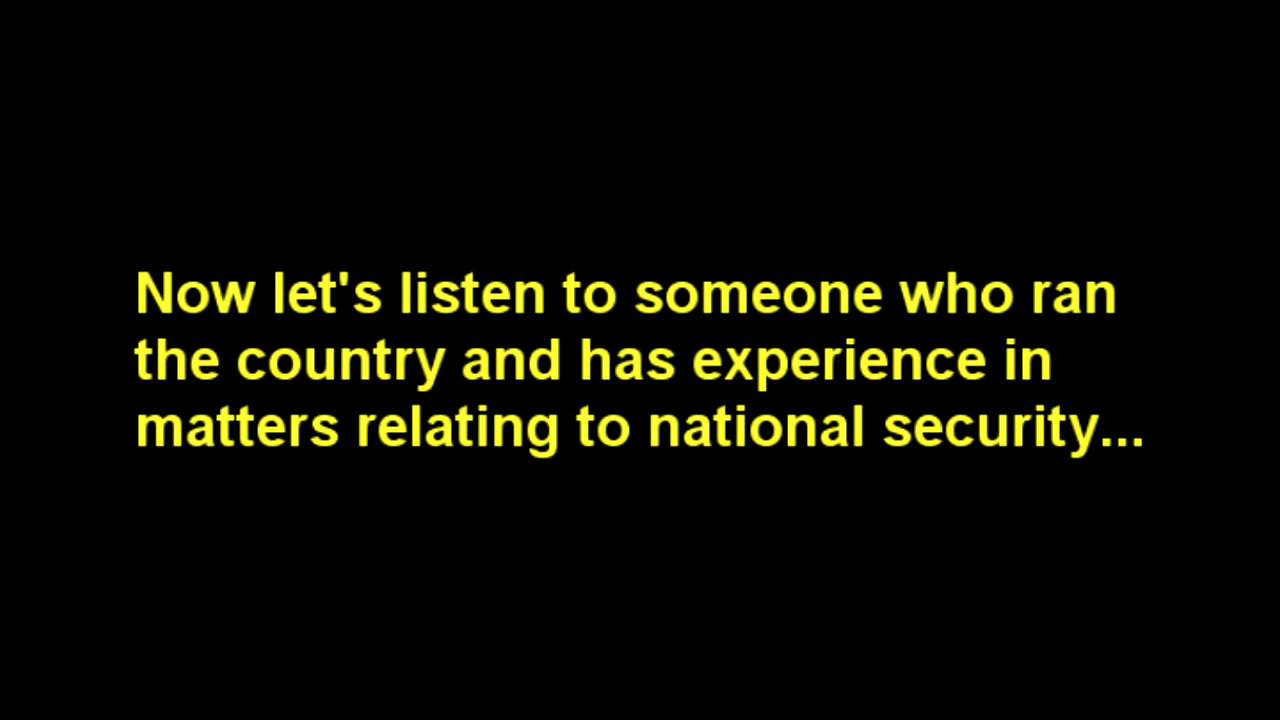 Now let's listen to someone who ran
the country and has experience in
matters relating to national security...